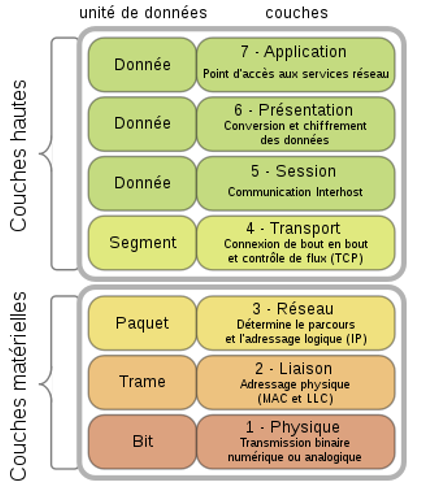 unité de données couches
Couches hautes
Donnée
7 - Application
Point d'accès aux services réseau
Donnée
6 - Présentation
Conversion et chiffrement
des données
Donnée
5 - Session
Communication Interhost
Segment
4 - Transport
Connexion de bout en bout
et contrôle de flux (TCP)
Couches matérielles
Paquet
3 - Réseau
Détermine le parcours
et l'adressage logique (IP)
Trame
2 - Liaison
Adressage physique
(MAC et LLC)
Bit
1 - Physique
Transmission binaire
numérique ou analogique